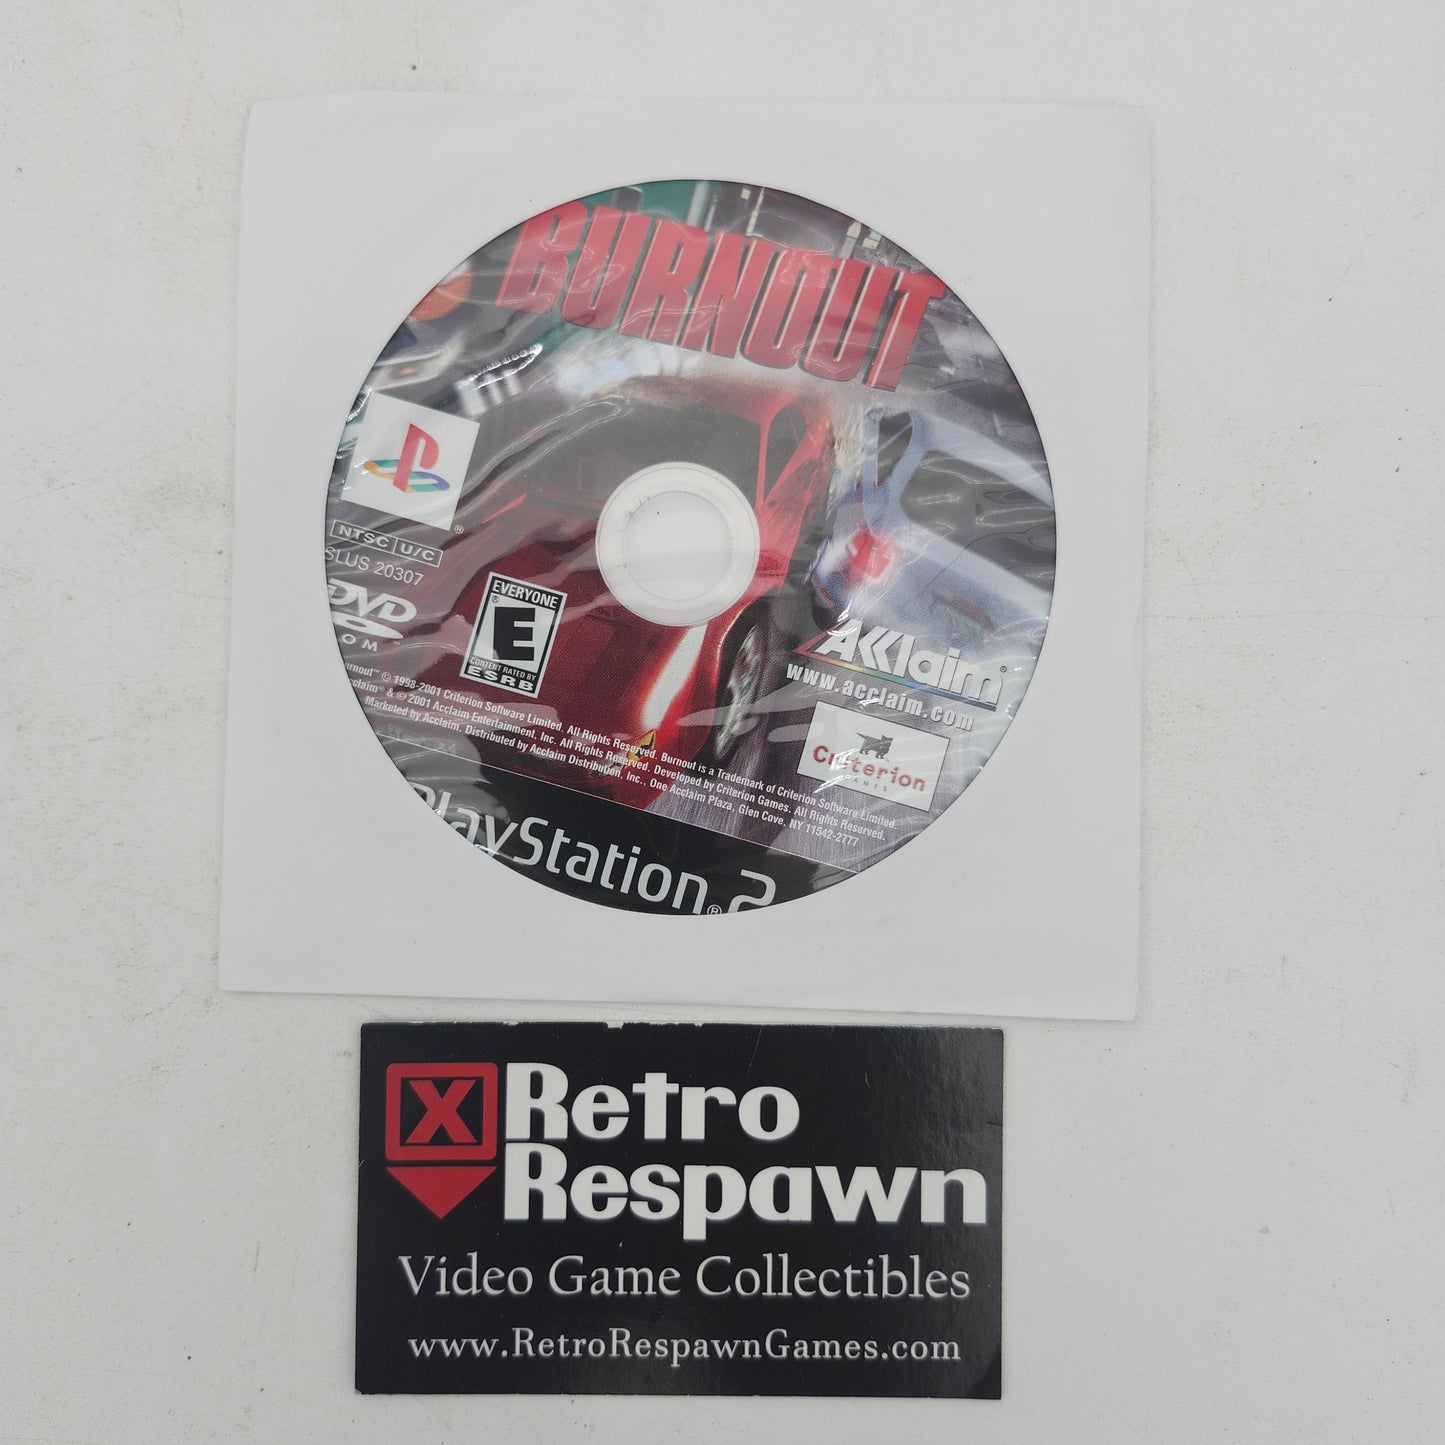 BURNOUT
NTSC U/C
SLUS 20307
DVD
ROM
EVERYONE
E
CONTENT RATED BY
ESRB
Acclaim
www.acclaim.com
Criterion
GAMES
Burnout™ © 1998-2001 Criterion Software Limited. All Rights Reserved. Burnout is a Trademark of Criterion Software Limited.
Acclaim® & © 2001 Acclaim Entertainment, Inc. All Rights Reserved. Developed by Criterion Games. All Rights Reserved.
Marketed by Acclaim. Distributed by Acclaim Distribution, Inc., One Acclaim Plaza, Glen Cove, NY 11542-2777
PlayStation®2
X
Retro
Respawn
Video Game Collectibles
www.RetroRespawnGames.com